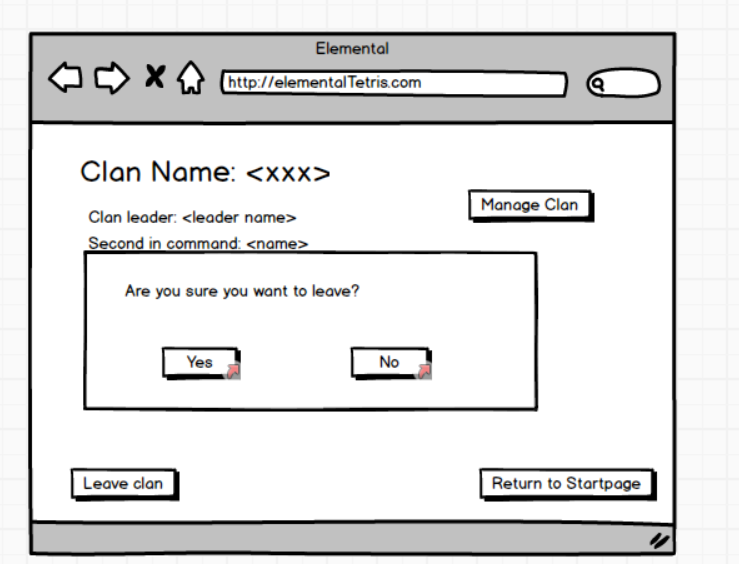 Elemental
http://elementalTetris.com
Clan Name: <xxx>
Manage Clan
Clan leader: <leader name>
Second in command: <name>
Are you sure you want to leave?
Yes No
Leave clan Return to Startpage